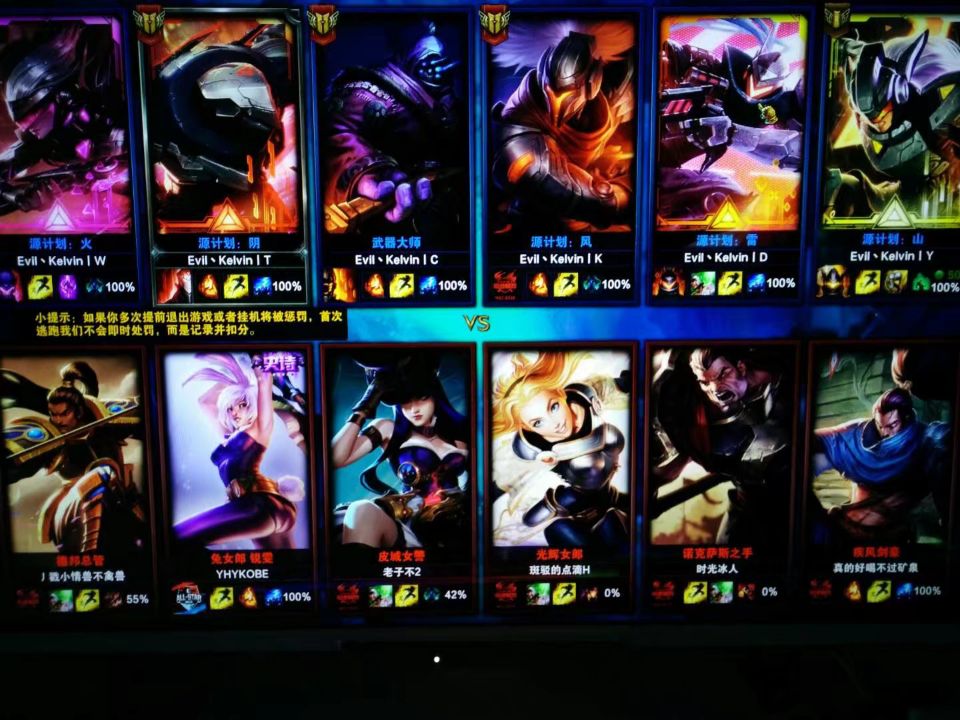 源计划：火
源计划：阴
武器大师
源计划：风
源计划：雷
源计划：山
Evil丶Kelvin丨W
Evil丶Kelvin丨T
Evil丶Kelvin丨C
Evil丶Kelvin丨K
Evil丶Kelvin丨D
Evil丶Kelvin丨Y
100%
100%
100%
100%
100%
小提示：如果你多次提前退出游戏或者挂机将被惩罚，首次
逃跑我们不会即时处罚，而是记录并扣分。
VS
史诗
德邦总管
兔女郎 锐雯
皮城女警
光辉女郎
诺克萨斯之手
疾风剑豪
丿戳小情兽不禽兽
YHYKOBE
老子不2
斑驳的点滴H
时光冰人
真的好喝不过矿泉
55%
100%
42%
0%
0%
100%